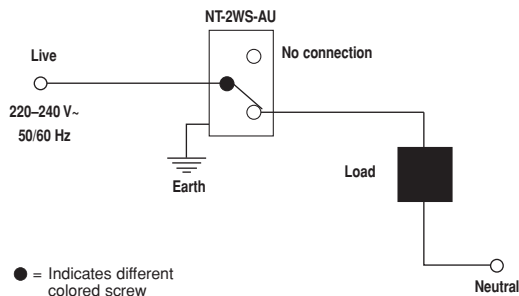 NT-2WS-AU
No connection
Live
220–240 V~
50/60 Hz
Earth
Load
Neutral
● = Indicates different
colored screw